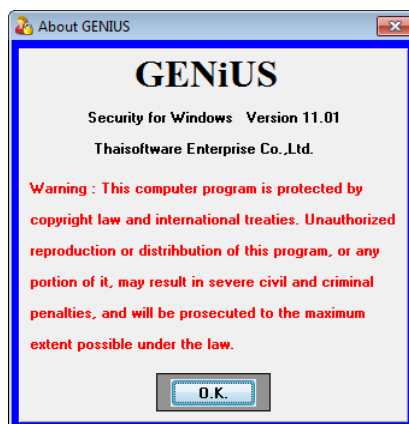 About GENIUS
GENiUS
Security for Windows Version 11.01
Thaisoftware Enterprise Co.,Ltd.
Warning : This computer program is protected by
copyright law and international treaties. Unauthorized
reproduction or distrihbution of this program, or any
portion of it, may result in severe civil and criminal
penalties, and will be prosecuted to the maximum
extent possible under the law.
O.K.